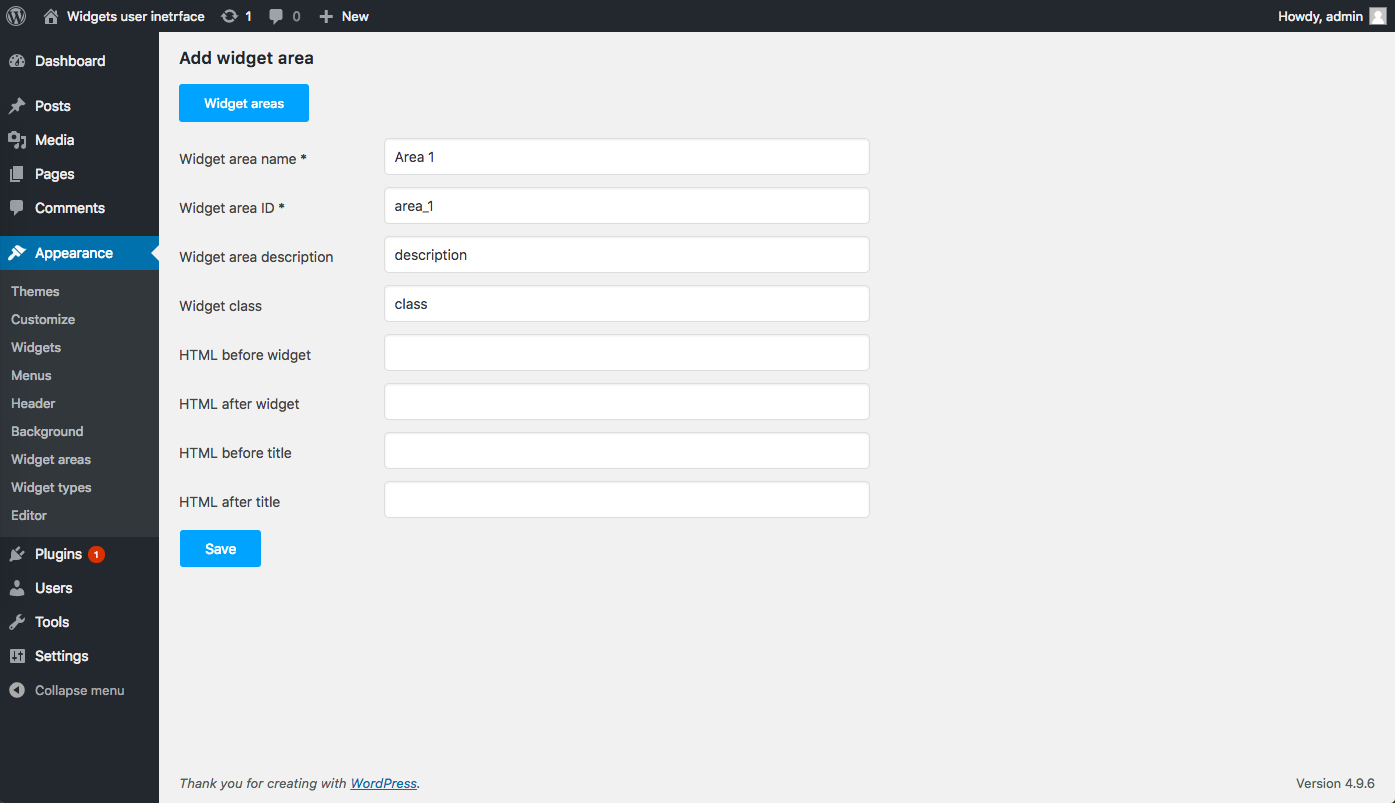 Widgets user inetrface 1 0 New Howdy, admin
Dashboard
Posts
Media
Pages
Comments
Appearance
Themes
Customize
Widgets
Menus
Header
Background
Widget areas
Widget types
Editor
Plugins 1
Users
Tools
Settings
Collapse menu
Add widget area
Widget areas
Widget area name * Area 1
Widget area ID * area_1
Widget area description description
Widget class class
HTML before widget
HTML after widget
HTML before title
HTML after title
Save
Thank you for creating with WordPress. Version 4.9.6